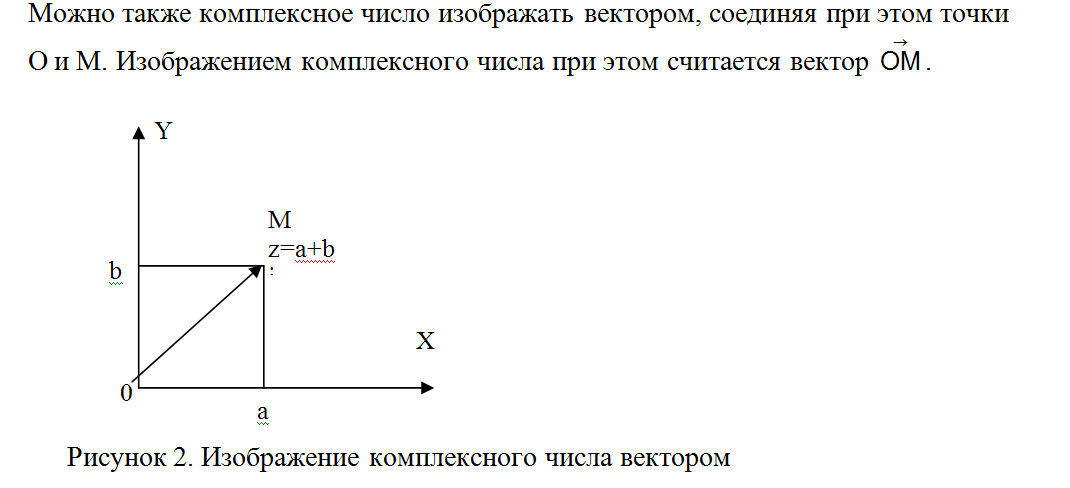 Можно также комплексное число изображать вектором, соединяя при этом точки
О и М. Изображением комплексного числа при этом считается вектор OM.
Y
M
z=a+b
b
X
0
a
Рисунок 2. Изображение комплексного числа вектором